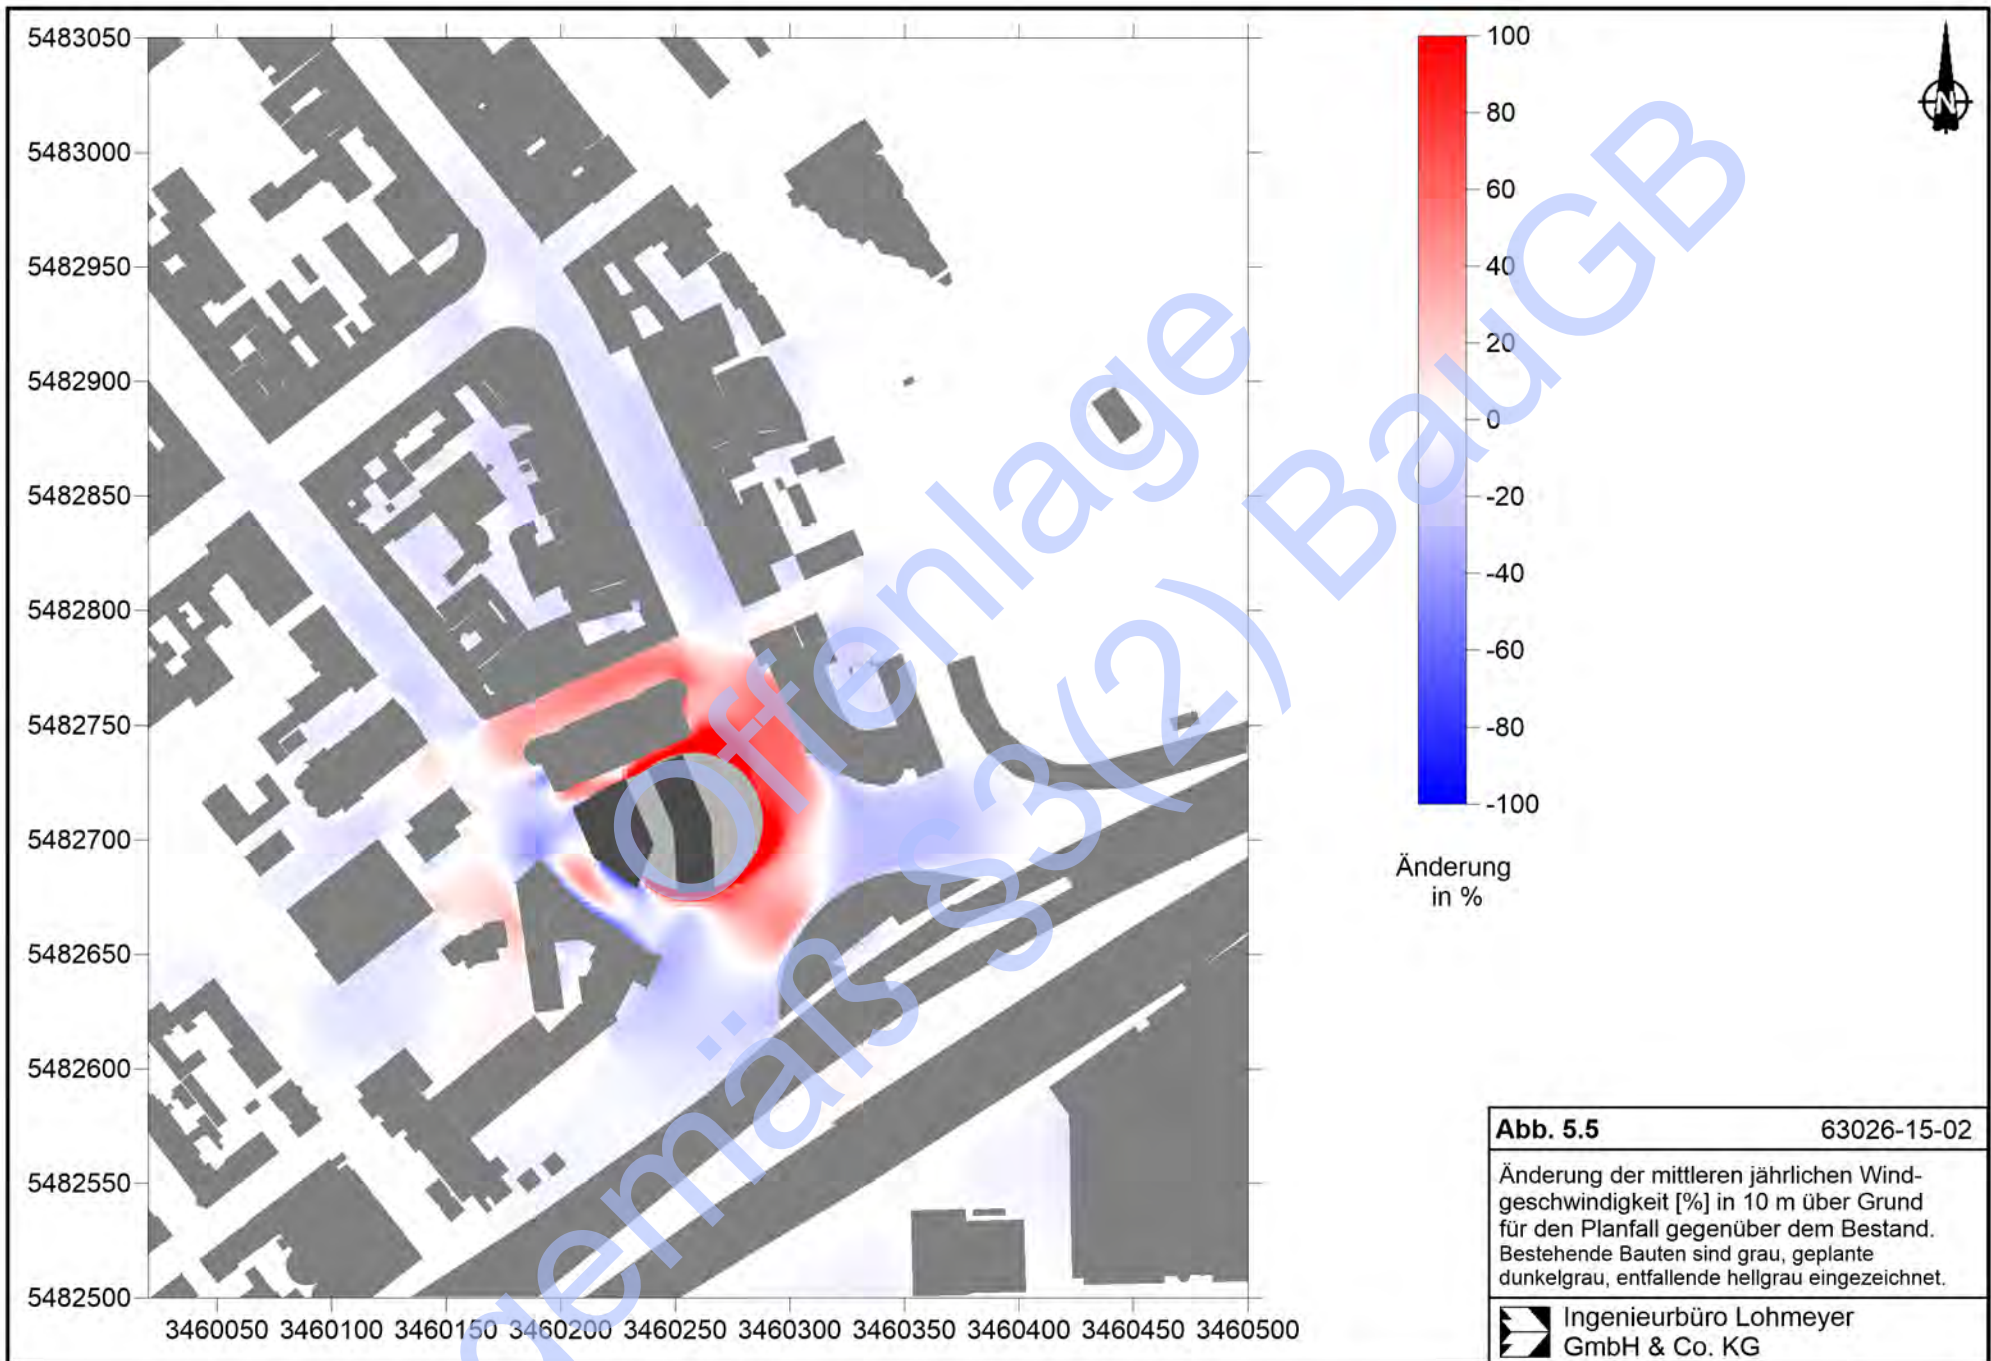 5483050
5483000
5482950
5482900
5482850
5482800
5482750
5482700
5482650
5482600
5482550
5482500
3460050 3460100 3460150 3460200 3460250 3460300 3460350 3460400 3460450 3460500
100
80
60
40
20
0
-20
-40
-60
-80
-100
Änderung
in %
N
Offenlage
gemäß §3(2) BauGB
Abb. 5.5 63026-15-02
Änderung der mittleren jährlichen Wind-
geschwindigkeit [%] in 10 m über Grund
für den Planfall gegenüber dem Bestand.
Bestehende Bauten sind grau, geplante
dunkelgrau, entfallende hellgrau eingezeichnet.
Ingenieurbüro Lohmeyer
GmbH & Co. KG